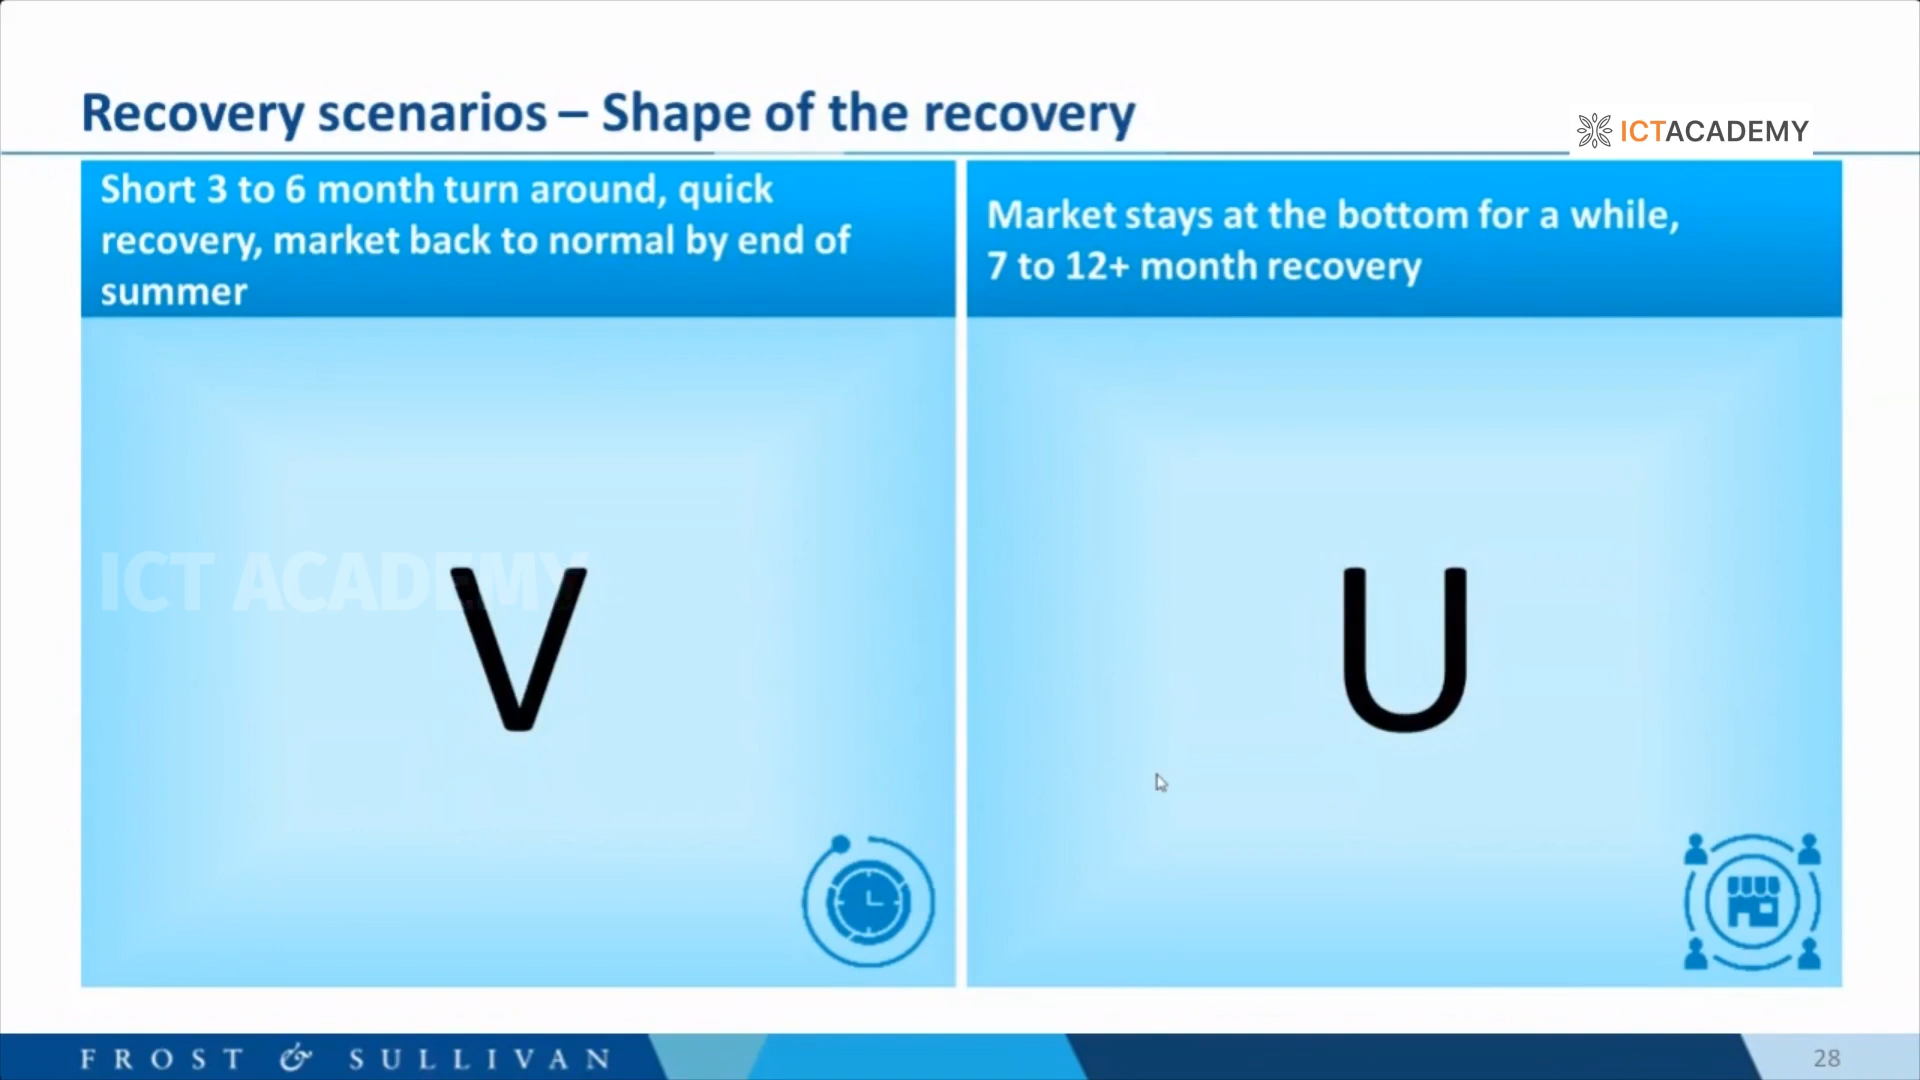 Recovery scenarios – Shape of the recovery
ICTACADEMY
Short 3 to 6 month turn around, quick
recovery, market back to normal by end of
summer
Market stays at the bottom for a while,
7 to 12+ month recovery
ICT ACADEMY
V
U
FROST & SULLIVAN
28